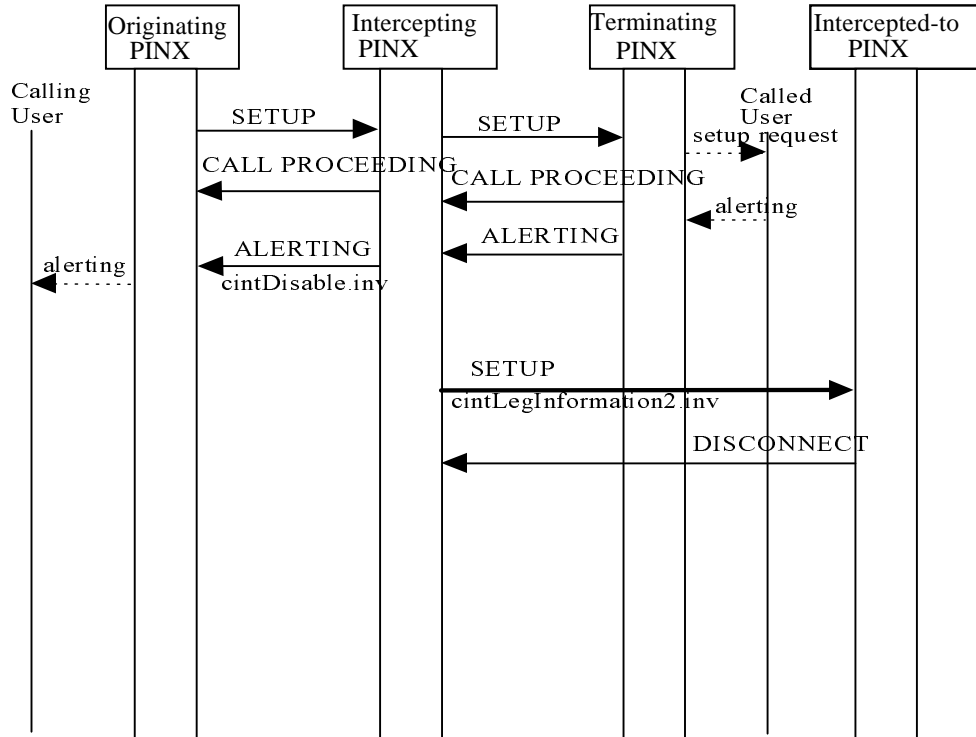 Originating
PINX
Intercepting
PINX
Terminating
PINX
Intercepted-to
PINX
Calling
User
Called
User
SETUP
SETUP
setup request
CALL PROCEEDING
CALL PROCEEDING
alerting
ALERTING
ALERTING
alerting
cintDisable.inv
SETUP
cintLegInformation2.inv
DISCONNECT